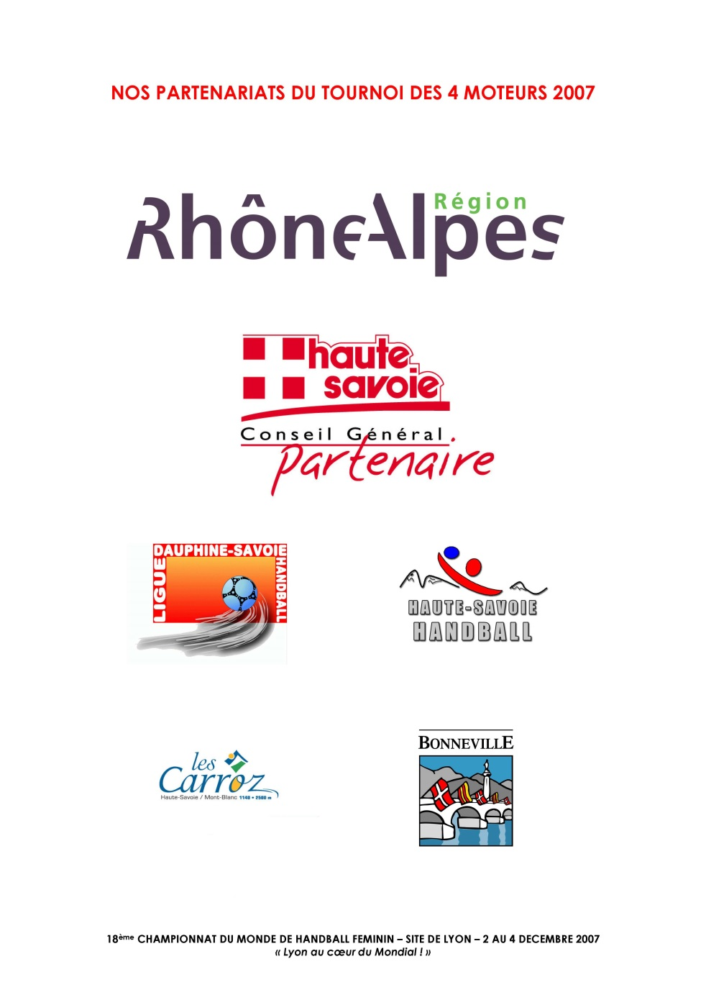 NOS PARTENARIATS DU TOURNOI DES 4 MOTEURS 2007
Région
RhôneAlpes
haute
savoie
Conseil Général
partenaire
DAUPHINE-SAVOIE
LIGUE
HANDBALL
HAUTE-SAVOIE
HANDBALL
les
Carroz
Haute-Savoie / Mont-Blanc 1140 • 2500 m
BONNEVILLE
18ème CHAMPIONNAT DU MONDE DE HANDBALL FEMININ – SITE DE LYON – 2 AU 4 DECEMBRE 2007
« Lyon au cœur du Mondial ! »